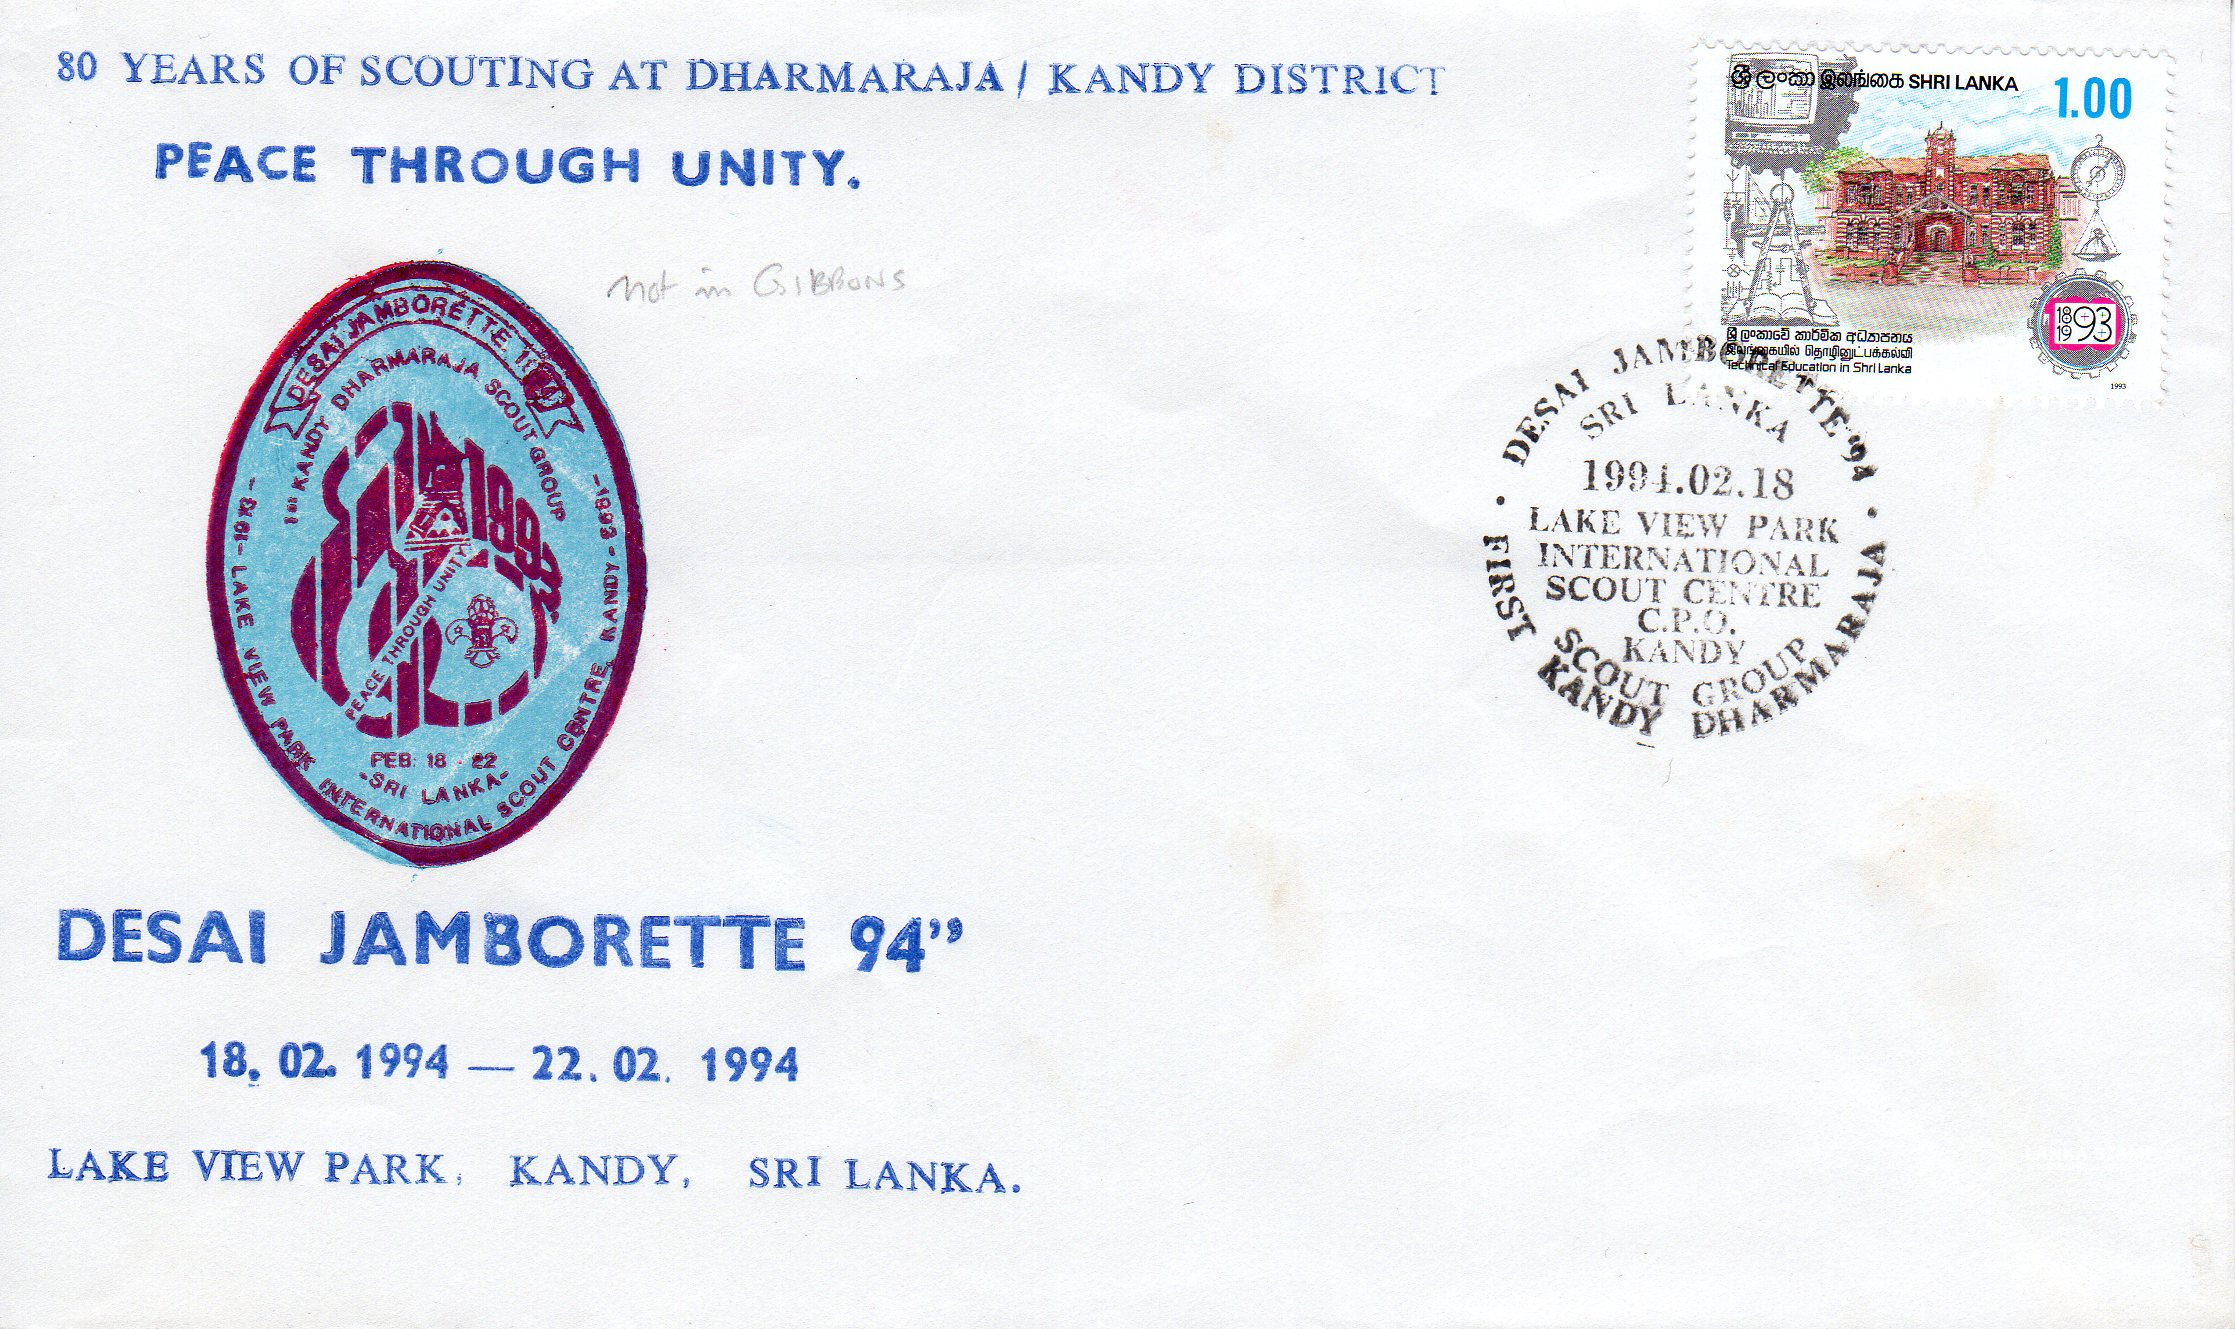 80 YEARS OF SCOUTING AT DHARMARAJA / KANDY DISTRICT
PEACE THROUGH UNITY.
not in GIBBONS
ශ්‍රී ලංකා இலங்கை SHRI LANKA
1.00
18 93
19
ශ්‍රී ලංකාවේ කාර්මික අධ්‍යාපනය
இலங்கையில் தொழினுட்பக்கல்வி
Technical Education in Shri Lanka
1993
DESAI JAMBORETTE '94
SRI LANKA
1994.02.18
LAKE VIEW PARK
INTERNATIONAL
SCOUT CENTRE
C.P.O.
KANDY
SCOUT GROUP
FIRST KANDY DHARMARAJA
DESAI JAMBORETTE
1ST KANDY DHARMARAJA SCOUT GROUP
PEACE THROUGH UNITY
FEB: 18 - 22
-SRI LANKA-
LAKE VIEW PARK INTERNATIONAL SCOUT CENTRE, KANDY
DESAI JAMBORETTE 94”
18. 02. 1994 — 22. 02. 1994
LAKE VIEW PARK, KANDY, SRI LANKA.